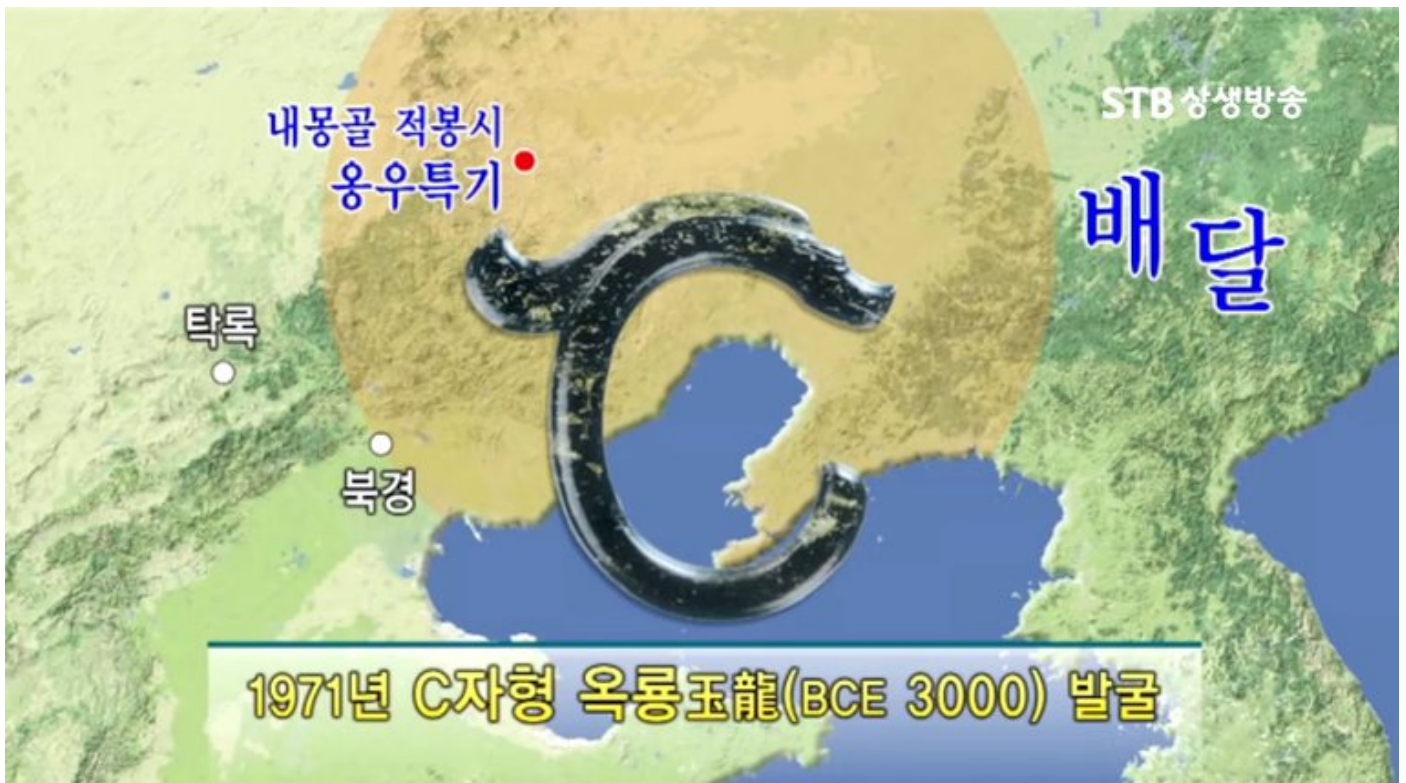 STB 상생방송
내몽골 적봉시
옹우특기
배달
탁록
북경
1971년 C자형 옥룡玉龍(BCE 3000) 발굴